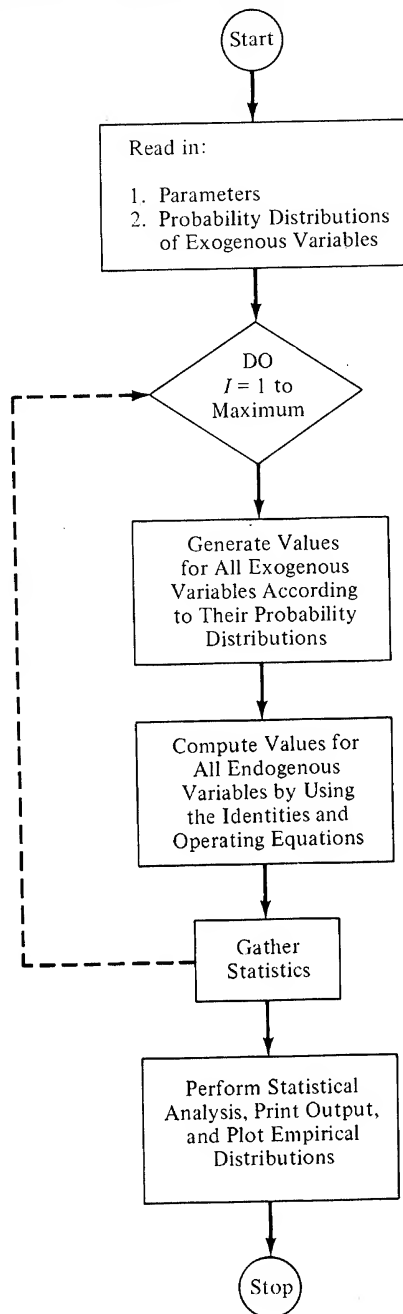 Start
Read in:
1. Parameters
2. Probability Distributions
of Exogenous Variables
DO
I = 1 to
Maximum
Generate Values
for All Exogenous
Variables According
to Their Probability
Distributions
Compute Values for
All Endogenous
Variables by Using
the Identities and
Operating Equations
Gather
Statistics
Perform Statistical
Analysis, Print Output,
and Plot Empirical
Distributions
Stop